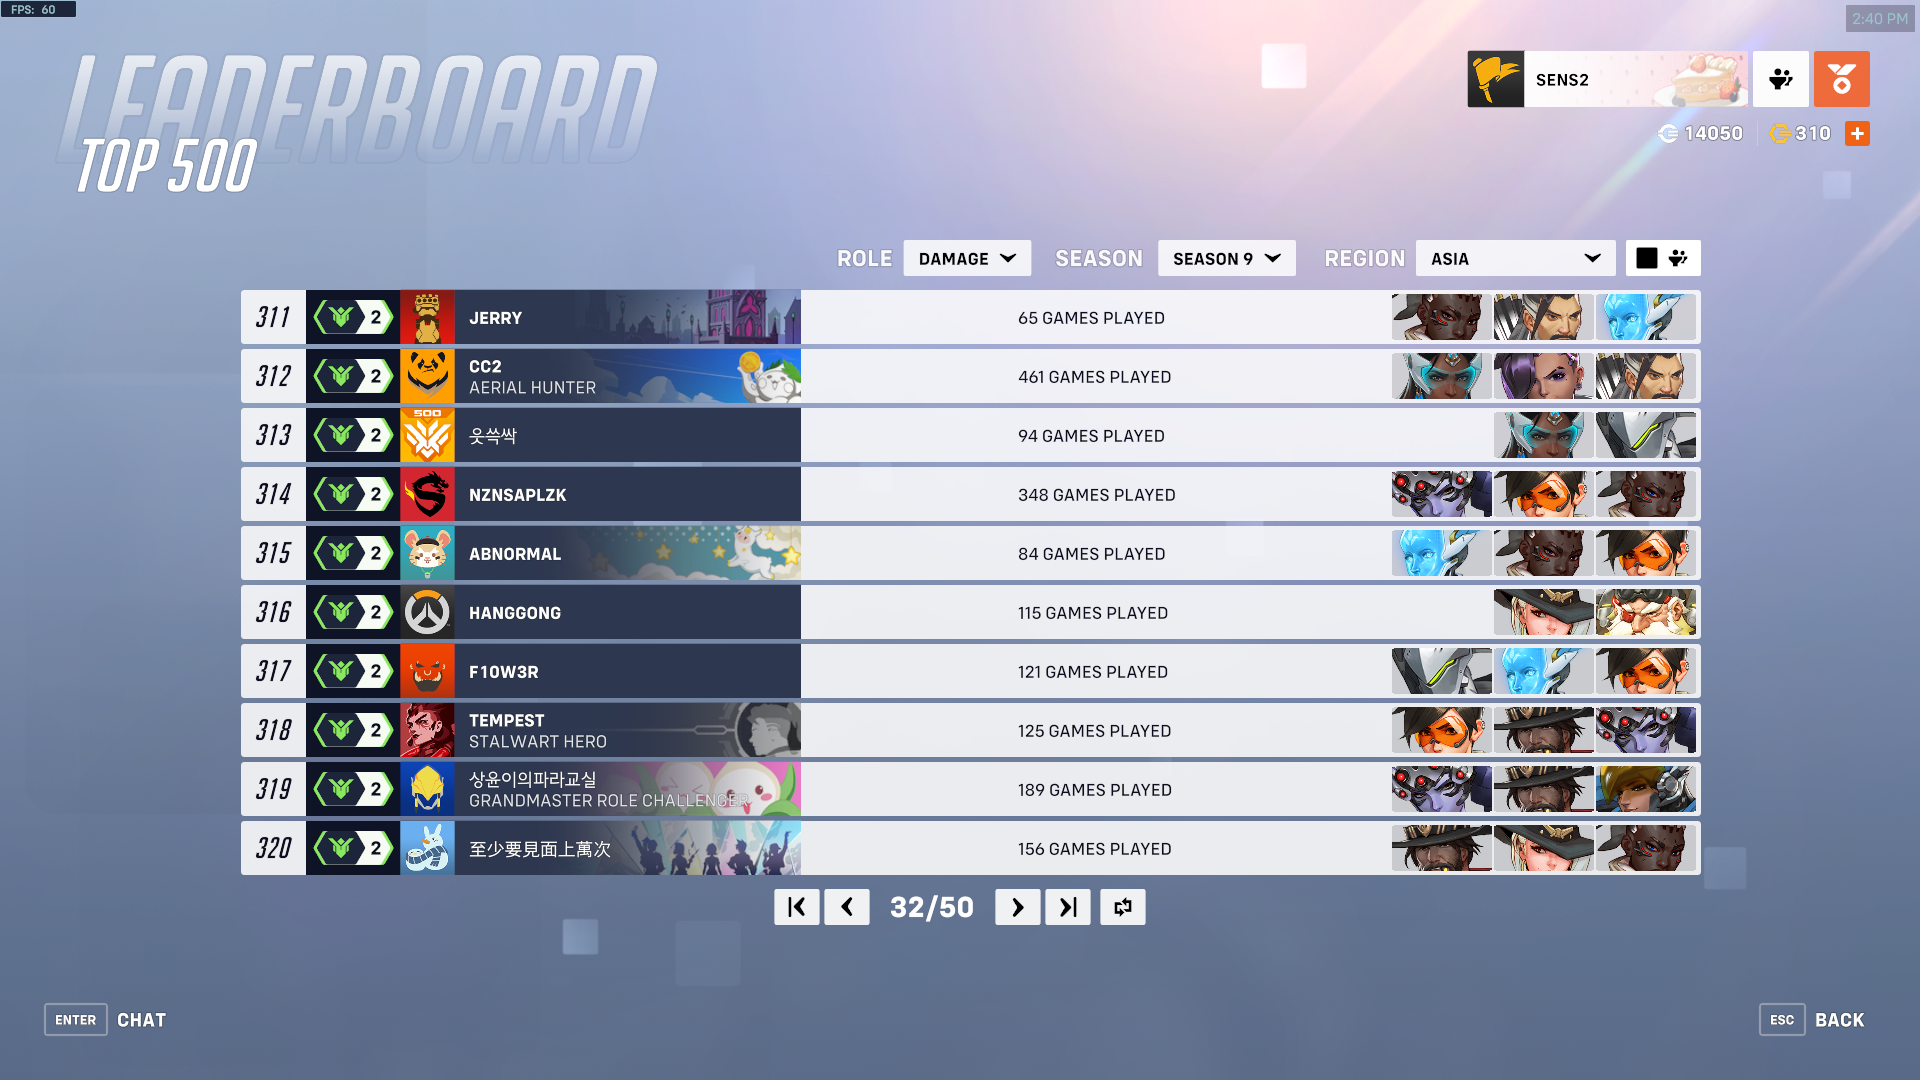 FPS: 60
2:40 PM
LEADERBOARD
TOP 500
SENS2
14050
310
ROLE DAMAGE SEASON SEASON 9 REGION ASIA
311 2 JERRY 65 GAMES PLAYED
312 2 CC2 461 GAMES PLAYED
AERIAL HUNTER
313 2 500 웃쓱싹 94 GAMES PLAYED
314 2 NZNSAPLZK 348 GAMES PLAYED
315 2 ABNORMAL 84 GAMES PLAYED
316 2 HANGGONG 115 GAMES PLAYED
317 2 F10W3R 121 GAMES PLAYED
318 2 TEMPEST 125 GAMES PLAYED
STALWART HERO
319 2 상윤이의파라교실 189 GAMES PLAYED
GRANDMASTER ROLE CHALLENGER
320 2 至少要見面上萬次 156 GAMES PLAYED
32/50
ENTER CHAT
ESC BACK